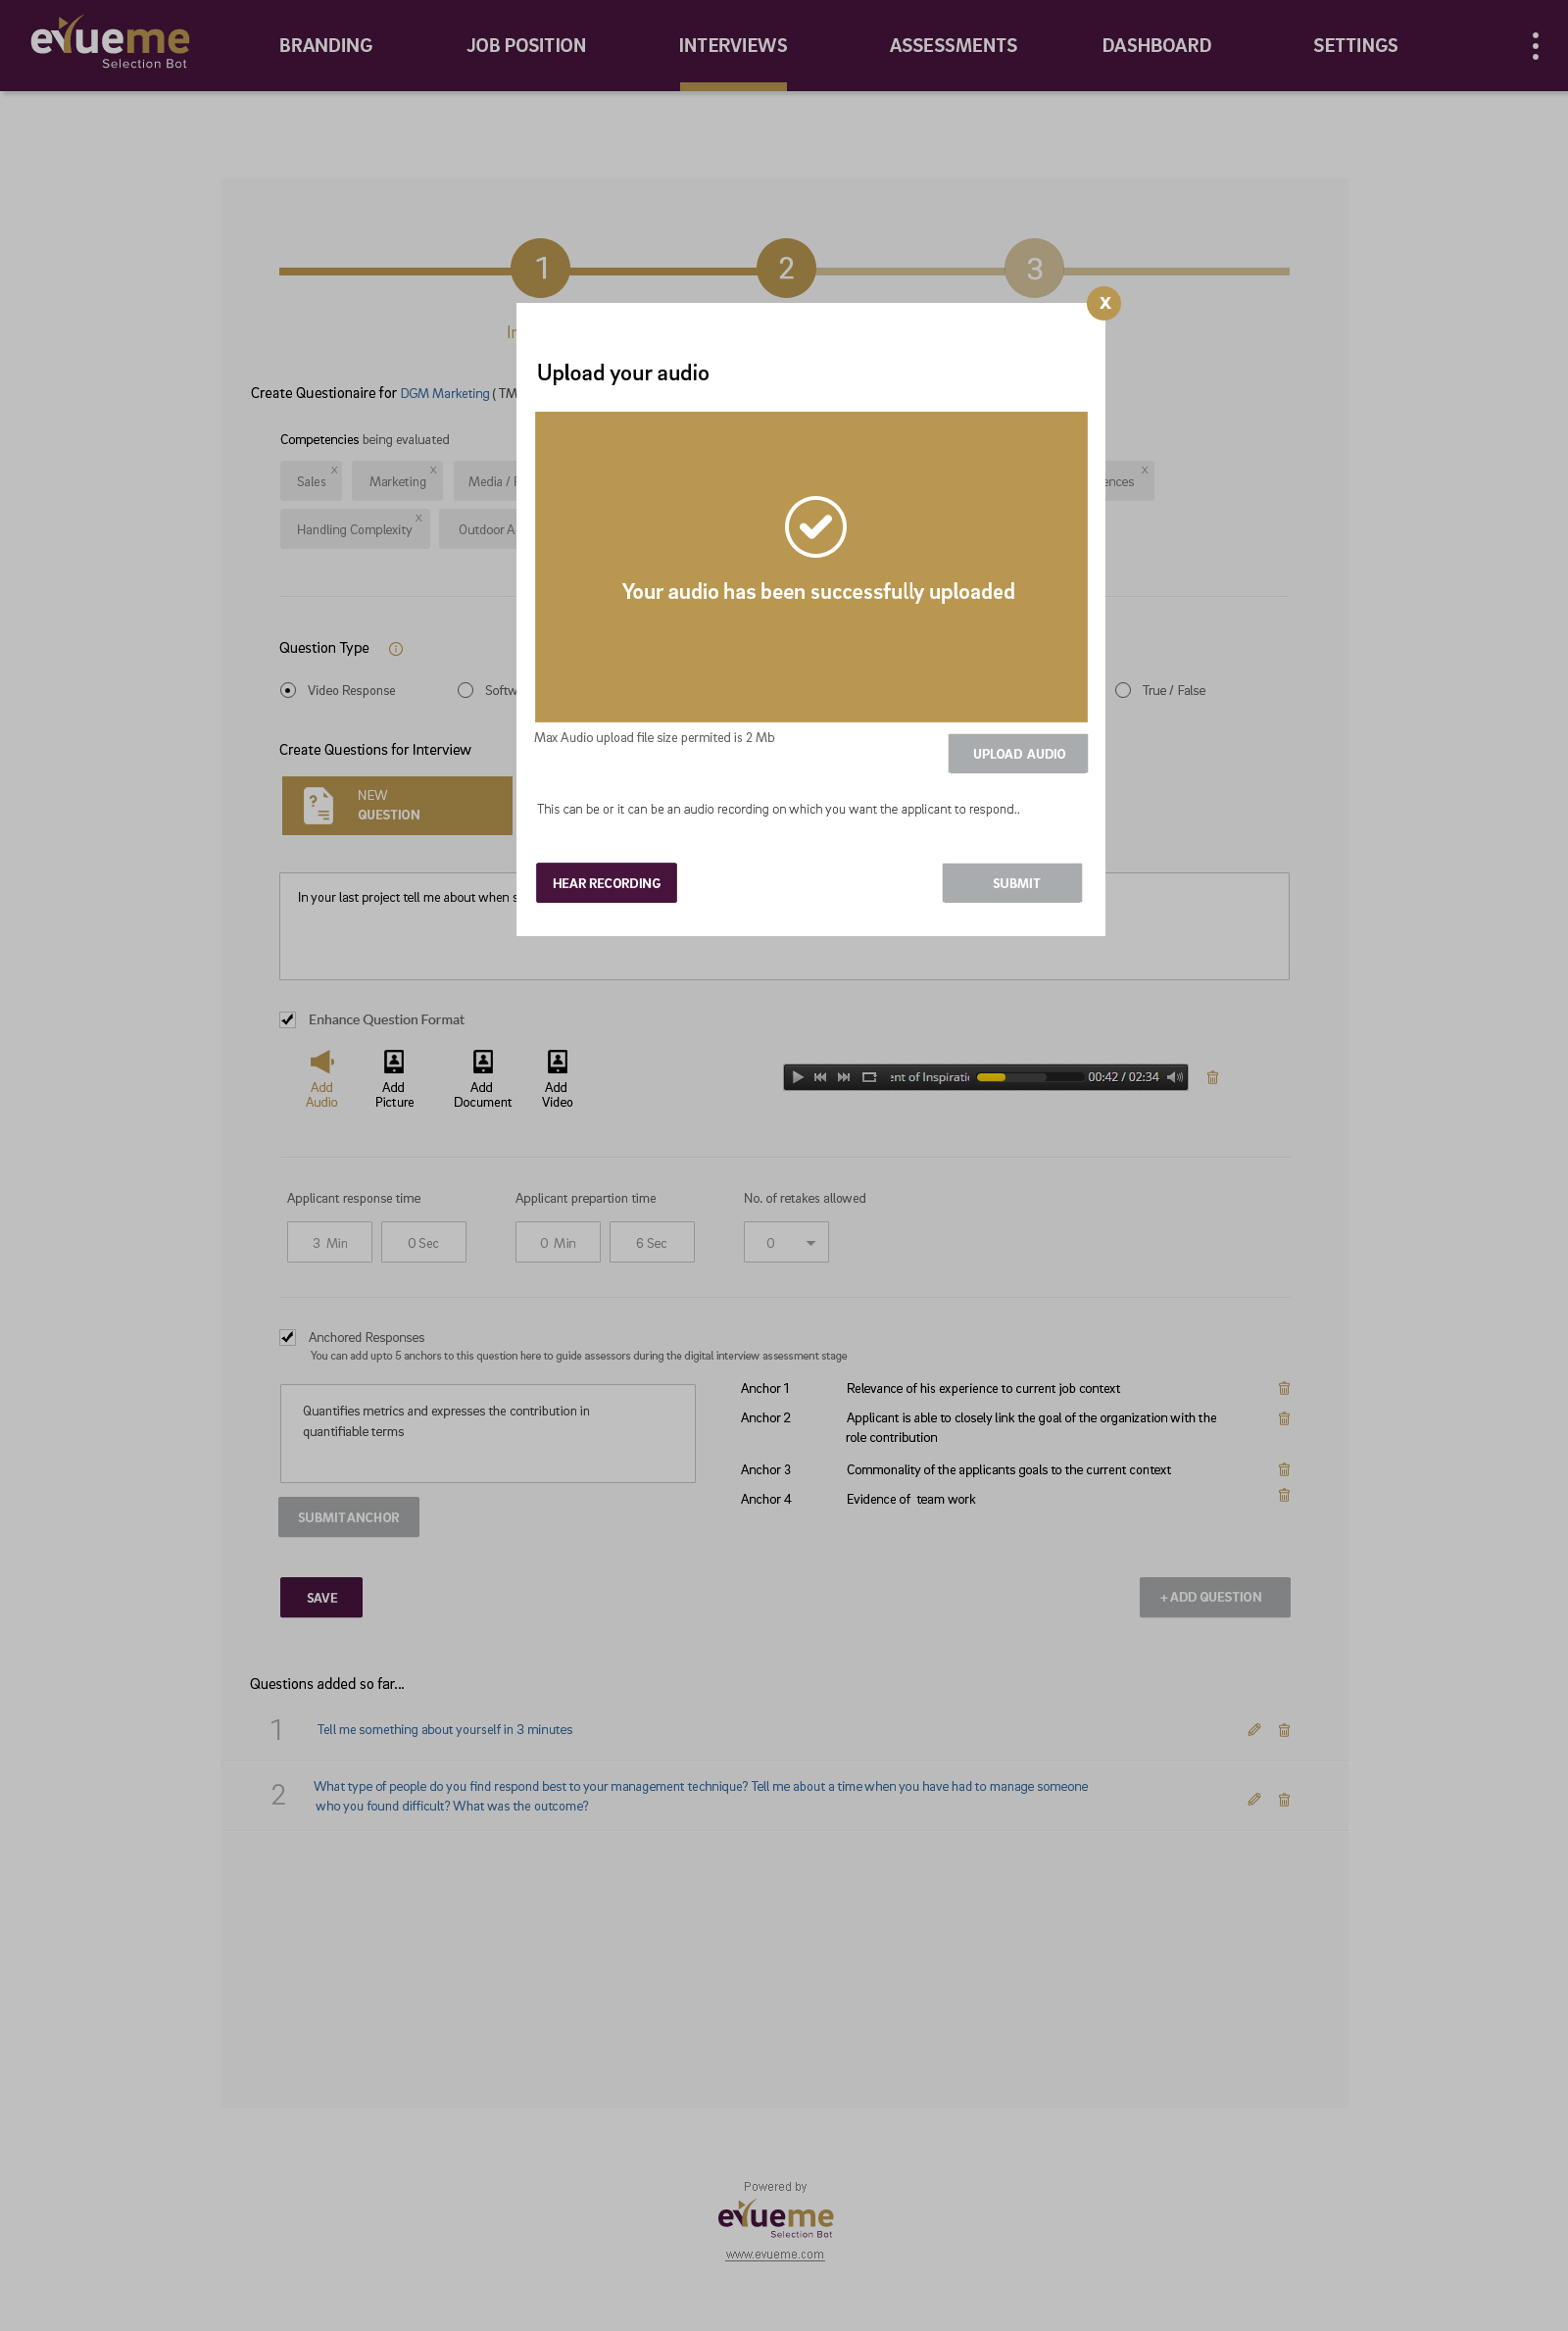 evueme
Selection Bot
BRANDING
JOB POSITION
INTERVIEWS
ASSESSMENTS
DASHBOARD
SETTINGS
1
2
3
X
Upload your audio
Create Questionaire for DGM Marketing ( TM
Competencies being evaluated
Sales x
Marketing x
Media /
ences x
Handling Complexity x
Outdoor A
Your audio has been successfully uploaded
Question Type
Video Response
Softw
True / False
Max Audio upload file size permited is 2 Mb
UPLOAD AUDIO
Create Questions for Interview
NEW
QUESTION
This can be or it can be an audio recording on which you want the applicant to respond..
HEAR RECORDING
SUBMIT
In your last project tell me about when s
Enhance Question Format
Add
Audio
Add
Picture
Add
Document
Add
Video
ent of Inspiratio
00:42 / 02:34
Applicant response time
Applicant prepartion time
No. of retakes allowed
3 Min
0 Sec
0 Min
6 Sec
0
Anchored Responses
You can add upto 5 anchors to this question here to guide assessors during the digital interview assessment stage
Quantifies metrics and expresses the contribution in
quantifiable terms
SUBMIT ANCHOR
Anchor 1 Relevance of his experience to current job context
Anchor 2 Applicant is able to closely link the goal of the organization with the
role contribution
Anchor 3 Commonality of the applicants goals to the current context
Anchor 4 Evidence of team work
SAVE
+ ADD QUESTION
Questions added so far...
1 Tell me something about yourself in 3 minutes
2 What type of people do you find respond best to your management technique? Tell me about a time when you have had to manage someone
who you found difficult? What was the outcome?
Powered by
evueme
Selection Bot
www.evueme.com